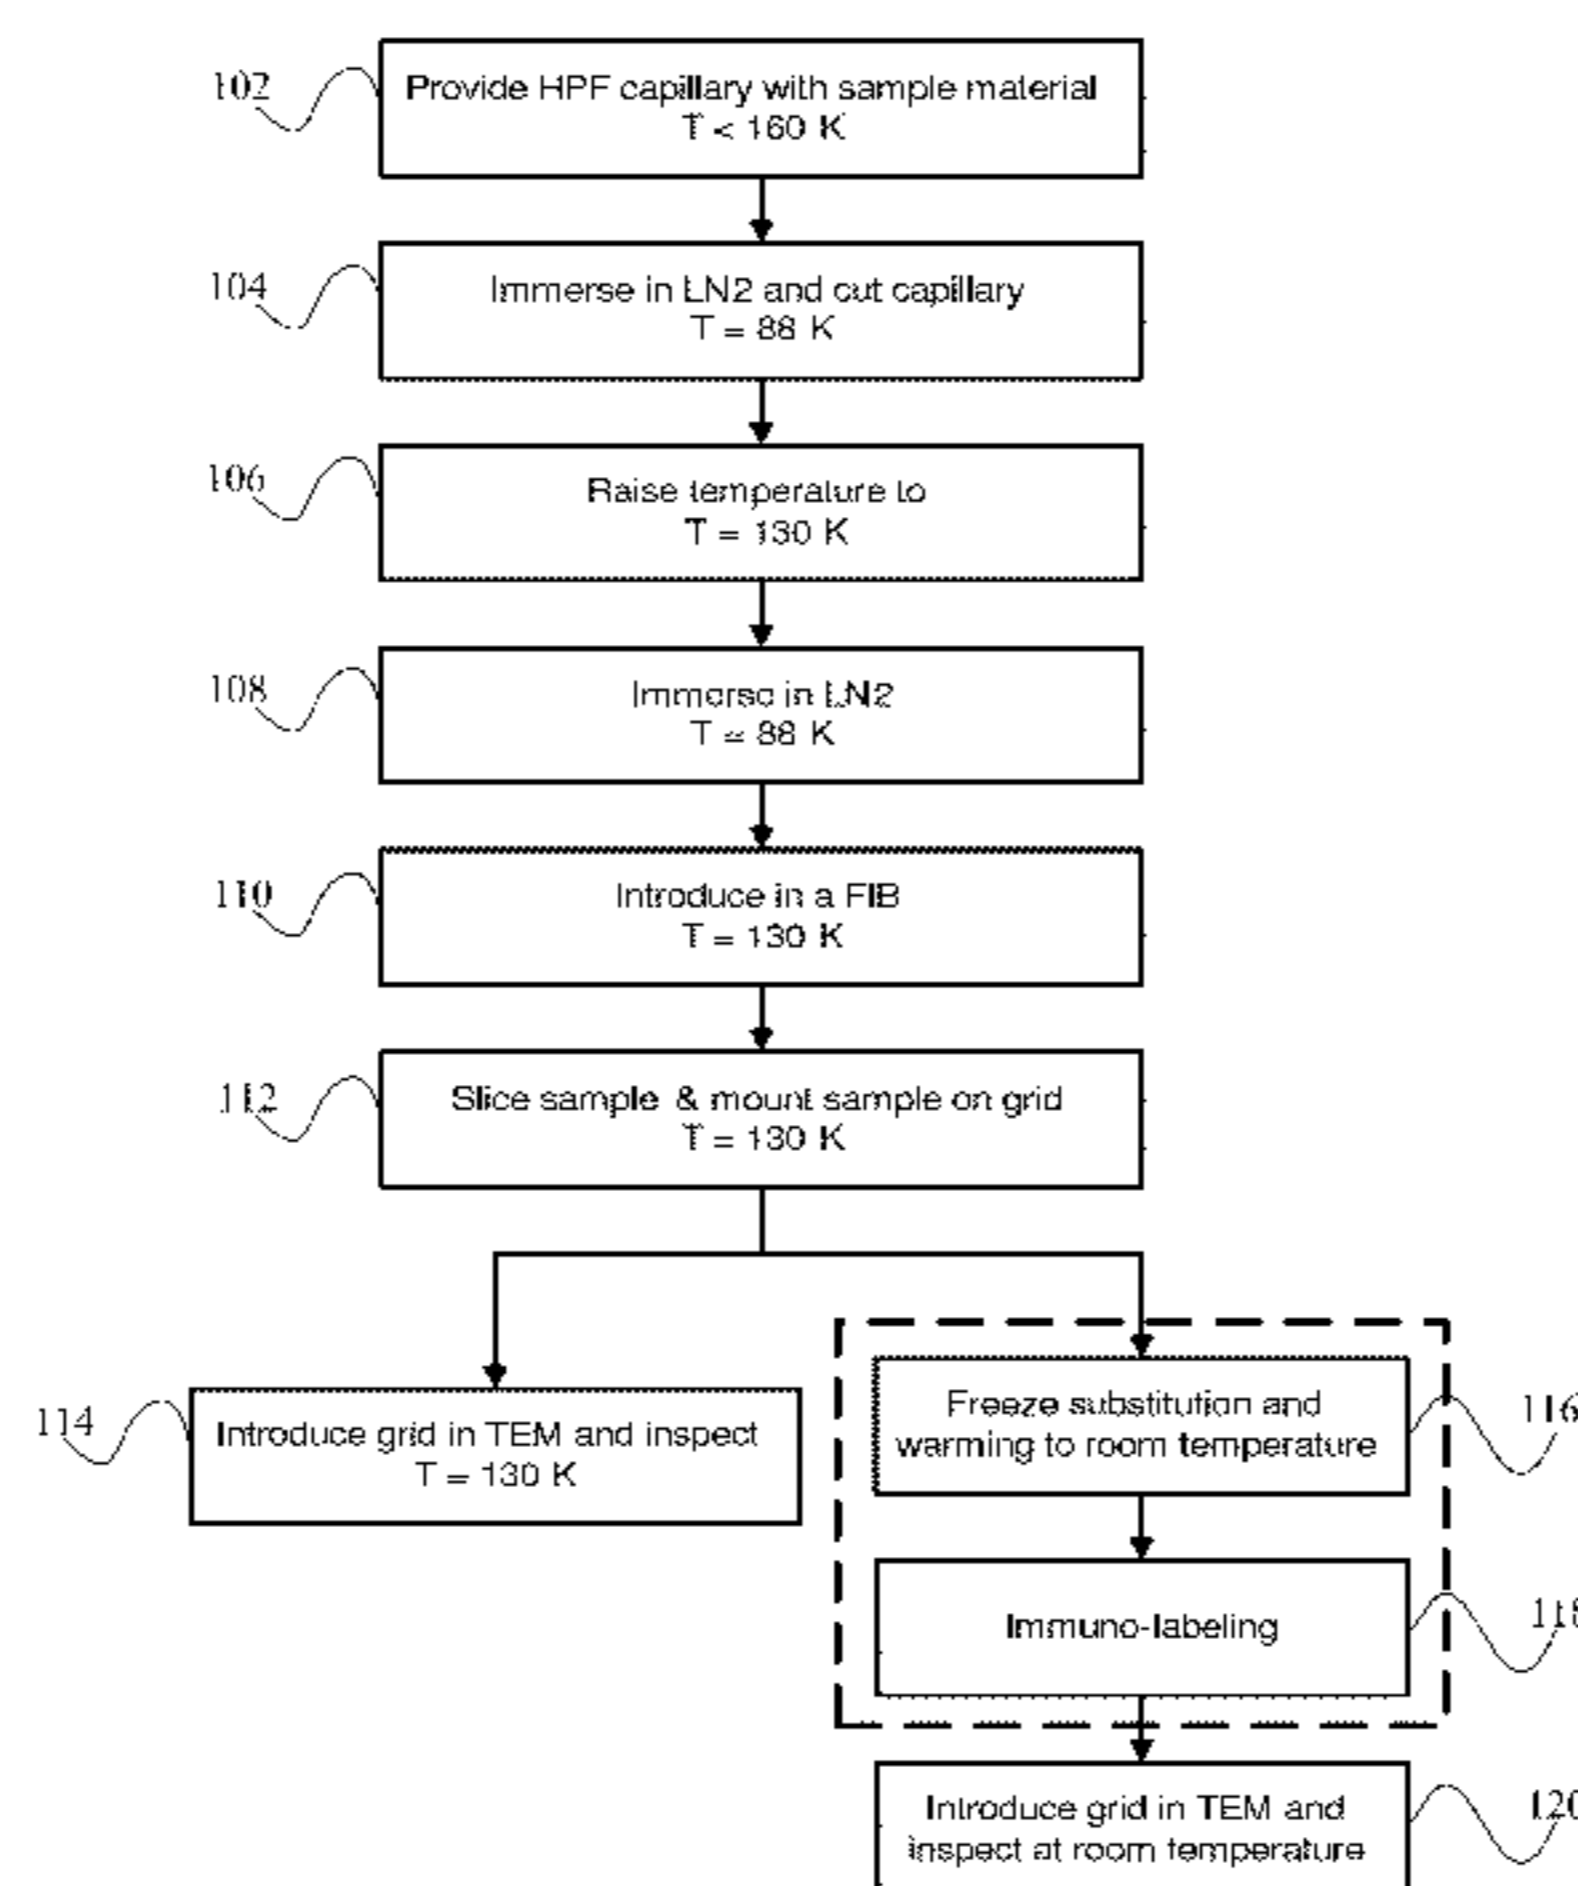 102
Provide HPF capillary with sample material
T < 160 K
104
Immerse in LN2 and cut capillary
T = 88 K
106
Raise temperature to
T = 130 K
108
Immerse in LN2
T = 88 K
110
Introduce in a FIB
T = 130 K
112
Slice sample & mount sample on grid
T = 130 K
114
Introduce grid in TEM and inspect
T = 130 K
Freeze substitution and
warming to room temperature
116
Immuno-labeling
118
Introduce grid in TEM and
inspect at room temperature
120